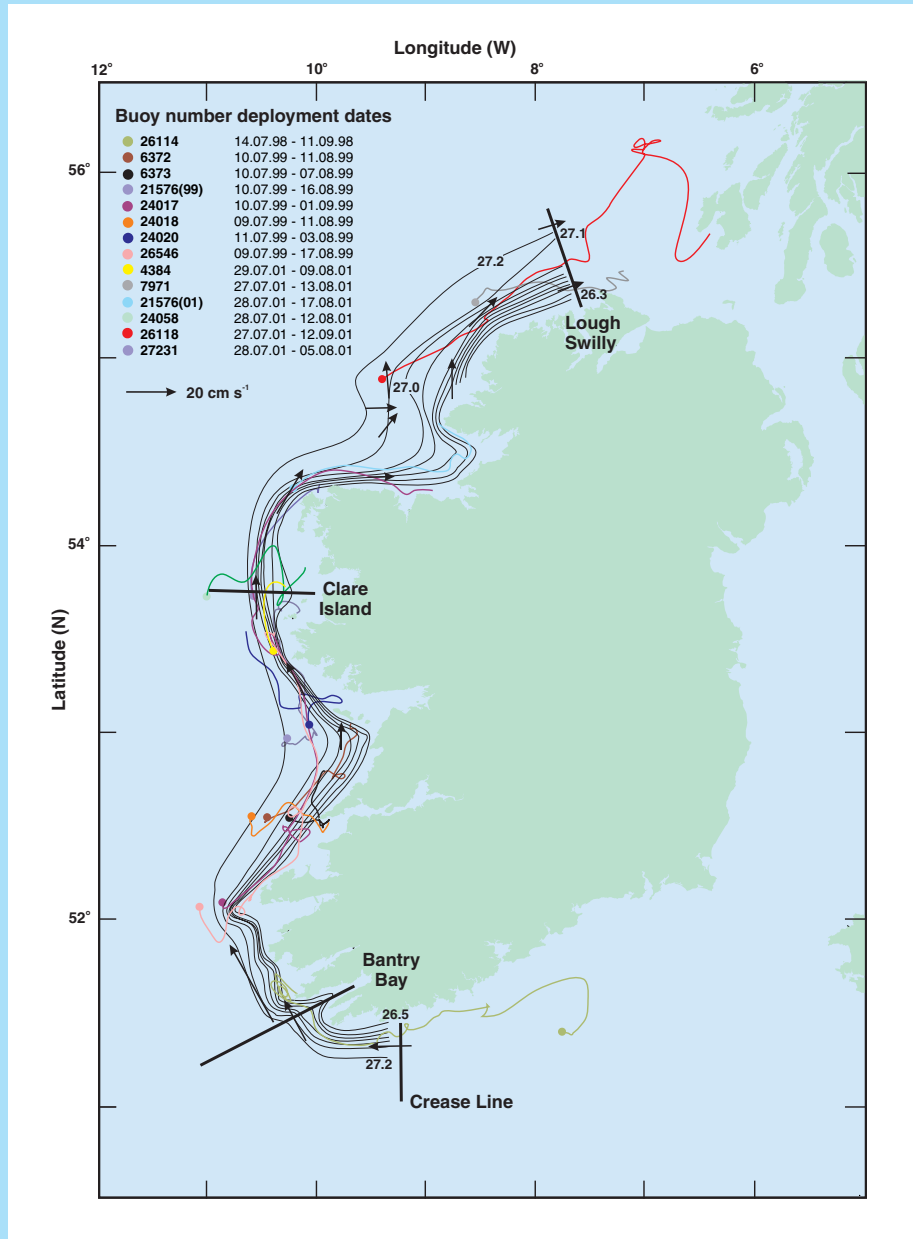 Longitude (W)
12° 10° 8° 6°
Buoy number deployment dates
26114 14.07.98 - 11.09.98
6372 10.07.99 - 11.08.99
6373 10.07.99 - 07.08.99
21576(99) 10.07.99 - 16.08.99
24017 10.07.99 - 01.09.99
24018 09.07.99 - 11.08.99
24020 11.07.99 - 03.08.99
26546 09.07.99 - 17.08.99
4384 29.07.01 - 09.08.01
7971 27.07.01 - 13.08.01
21576(01) 28.07.01 - 17.08.01
24058 28.07.01 - 12.08.01
26118 27.07.01 - 12.09.01
27231 28.07.01 - 05.08.01
20 cm s⁻¹
56°
27.1
27.2
26.3
Lough
Swilly
27.0
54°
Clare
Island
Latitude (N)
52°
Bantry
Bay
26.5
27.2
Crease Line